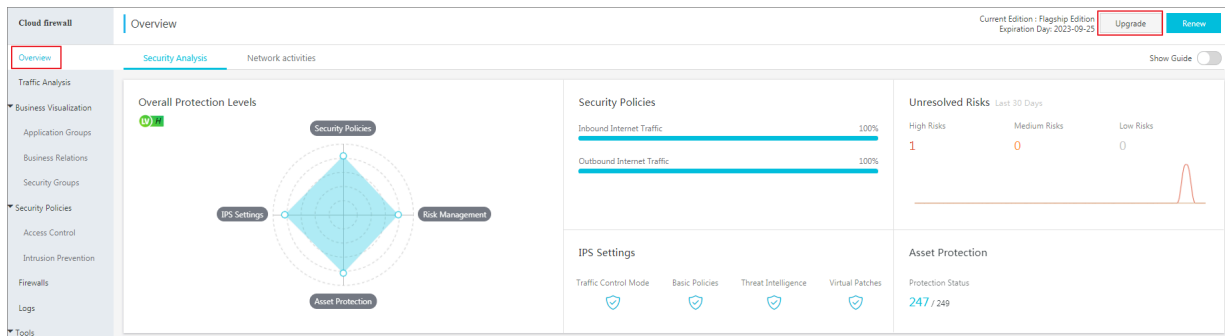 Cloud firewall
Overview
Traffic Analysis
Business Visualization
Application Groups
Business Relations
Security Groups
Security Policies
Access Control
Intrusion Prevention
Firewalls
Logs
Tools
Overview
Current Edition : Flagship Edition
Expiration Day: 2023-09-25
Upgrade
Renew
Security Analysis
Network activities
Show Guide
Overall Protection Levels
LV H
Security Policies
IPS Settings
Risk Management
Asset Protection
Security Policies
Inbound Internet Traffic 100%
Outbound Internet Traffic 100%
Unresolved Risks Last 30 Days
High Risks Medium Risks Low Risks
1 0 0
IPS Settings
Traffic Control Mode Basic Policies Threat Intelligence Virtual Patches
Asset Protection
Protection Status
247 / 249